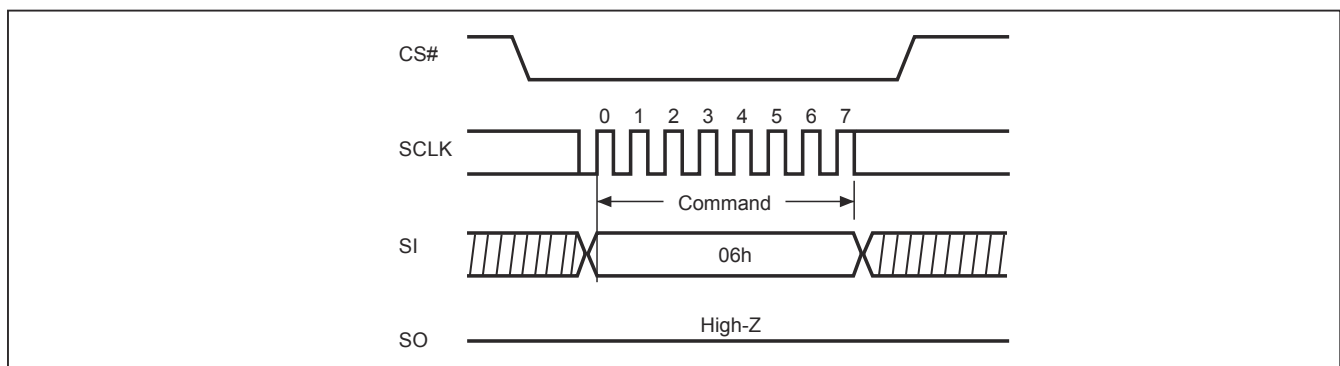 CS#
0 1 2 3 4 5 6 7
SCLK
Command
SI
06h
High-Z
SO